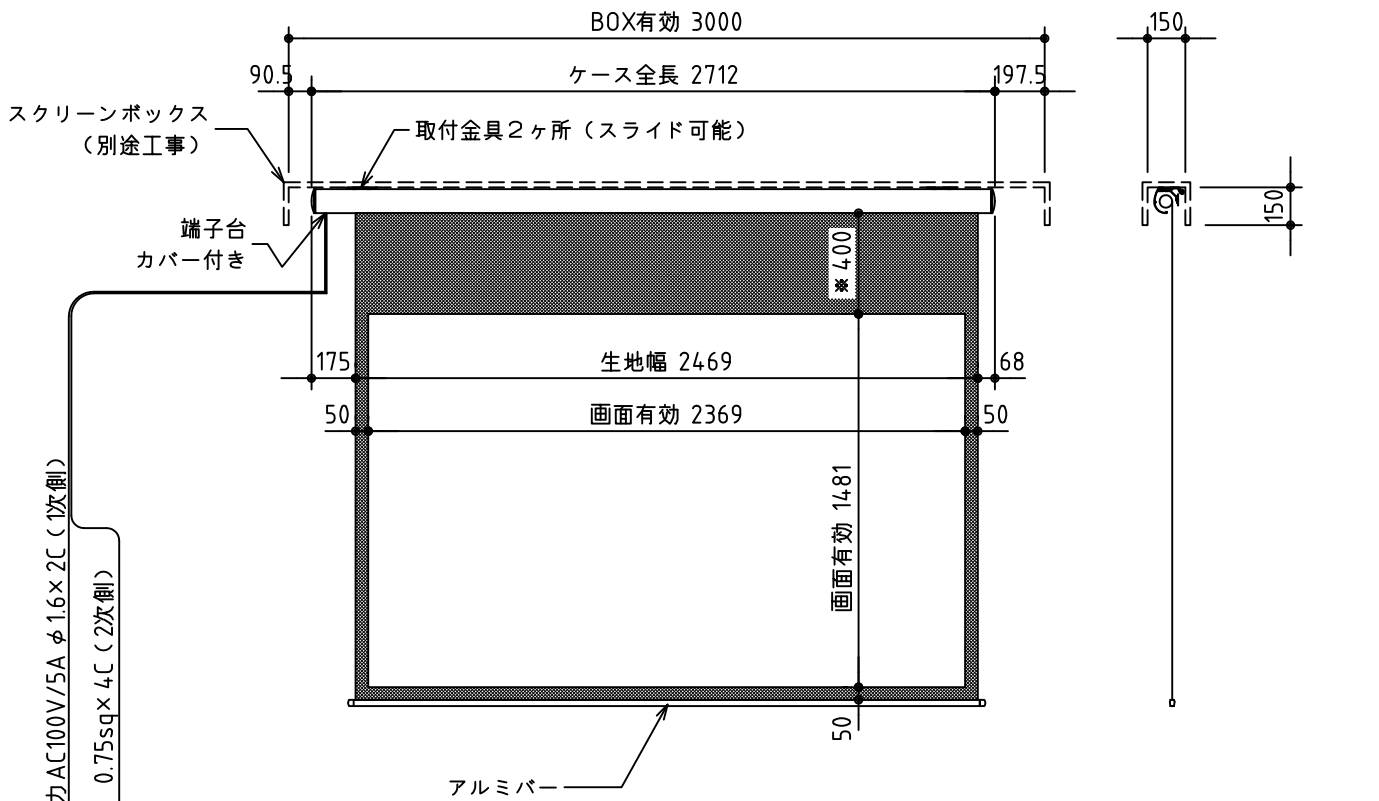 BOX有効 3000
150
90.5
ケース全長 2712
197.5
スクリーンボックス
（別途工事）
取付金具２ヶ所（スライド可能）
150
端子台
カバー付き
※ 400
175
生地幅 2469
68
50
画面有効 2369
50
画面有効 1481
50
アルミバー
力AC100V/5A φ1.6×2C（1次側）
0.75sq×4C（2次側）